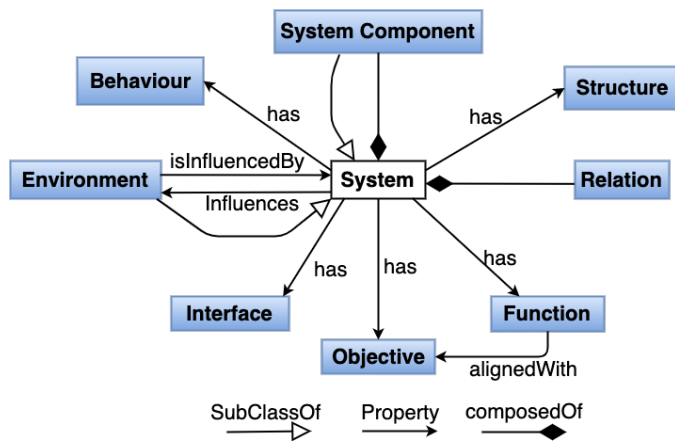 System Component
Behaviour
Structure
has
has
isInfluencedBy
Environment
System
Relation
Influences
has
has
has
Interface
Function
Objective
alignedWith
SubClassOf
Property
composedOf